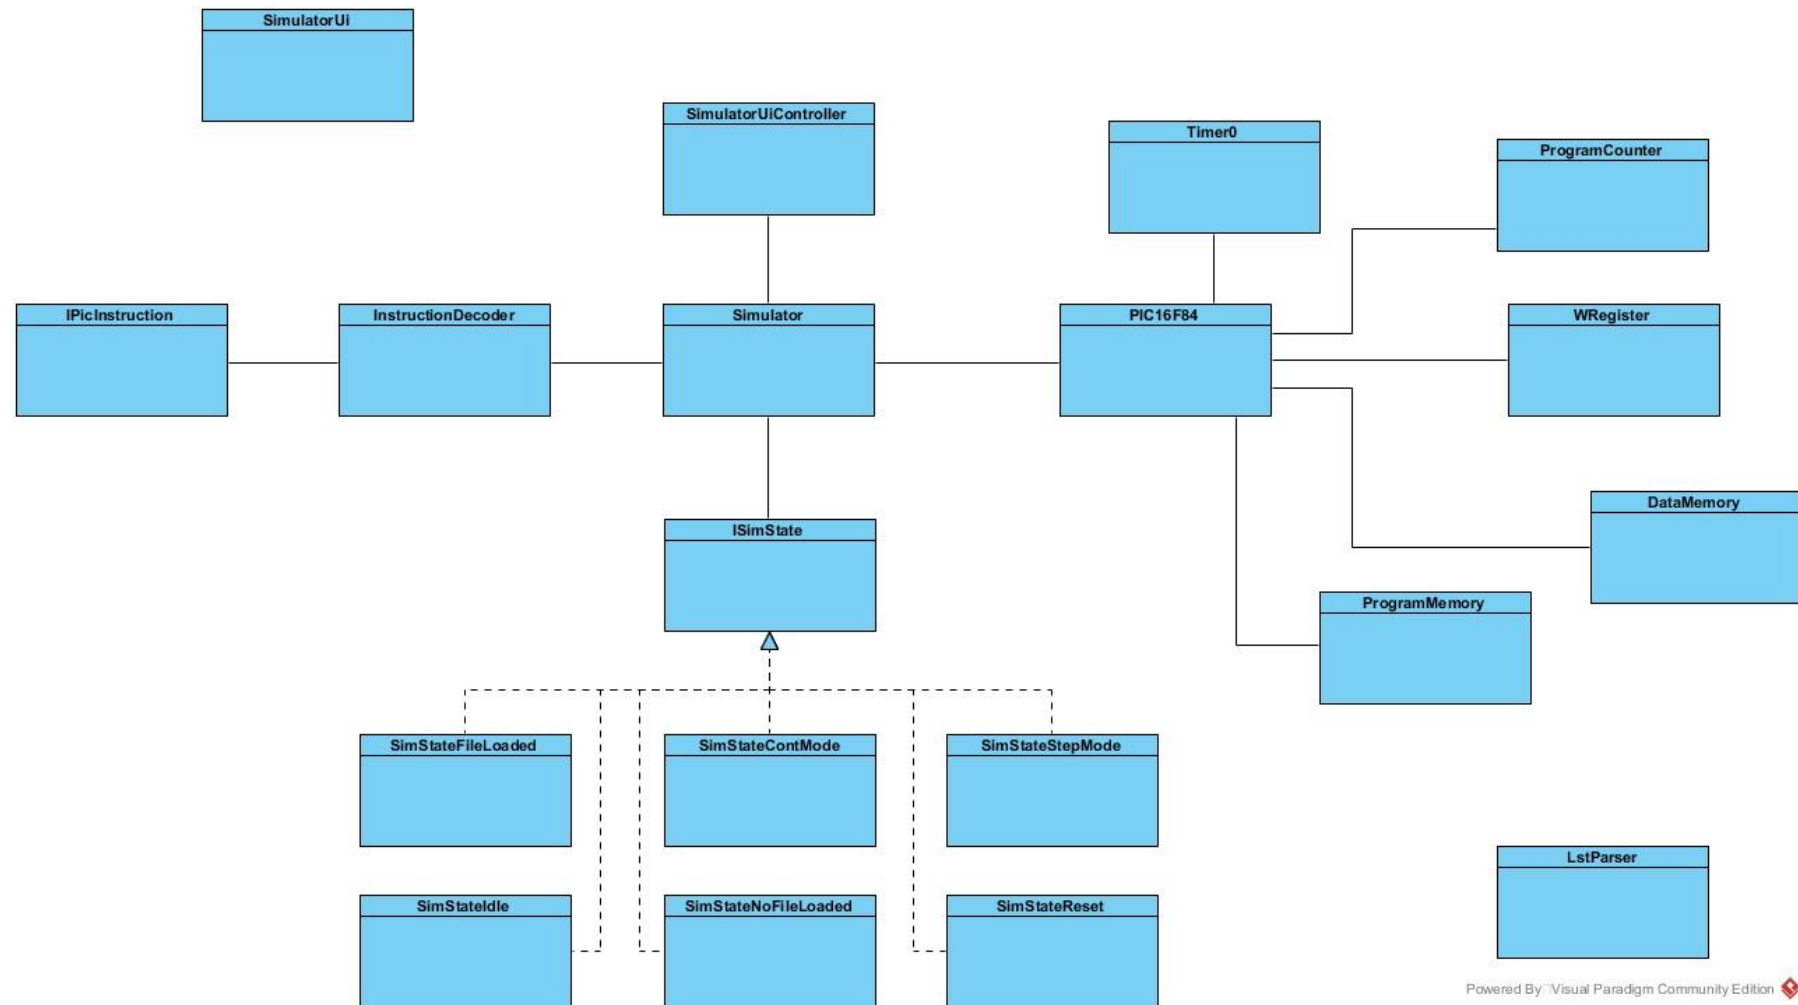 SimulatorUi
SimulatorUiController
Timer0
ProgramCounter
IPicInstruction
InstructionDecoder
Simulator
PIC16F84
WRegister
DataMemory
ISimState
ProgramMemory
SimStateFileLoaded
SimStateContMode
SimStateStepMode
LstParser
SimStateIdle
SimStateNoFileLoaded
SimStateReset
Powered By Visual Paradigm Community Edition